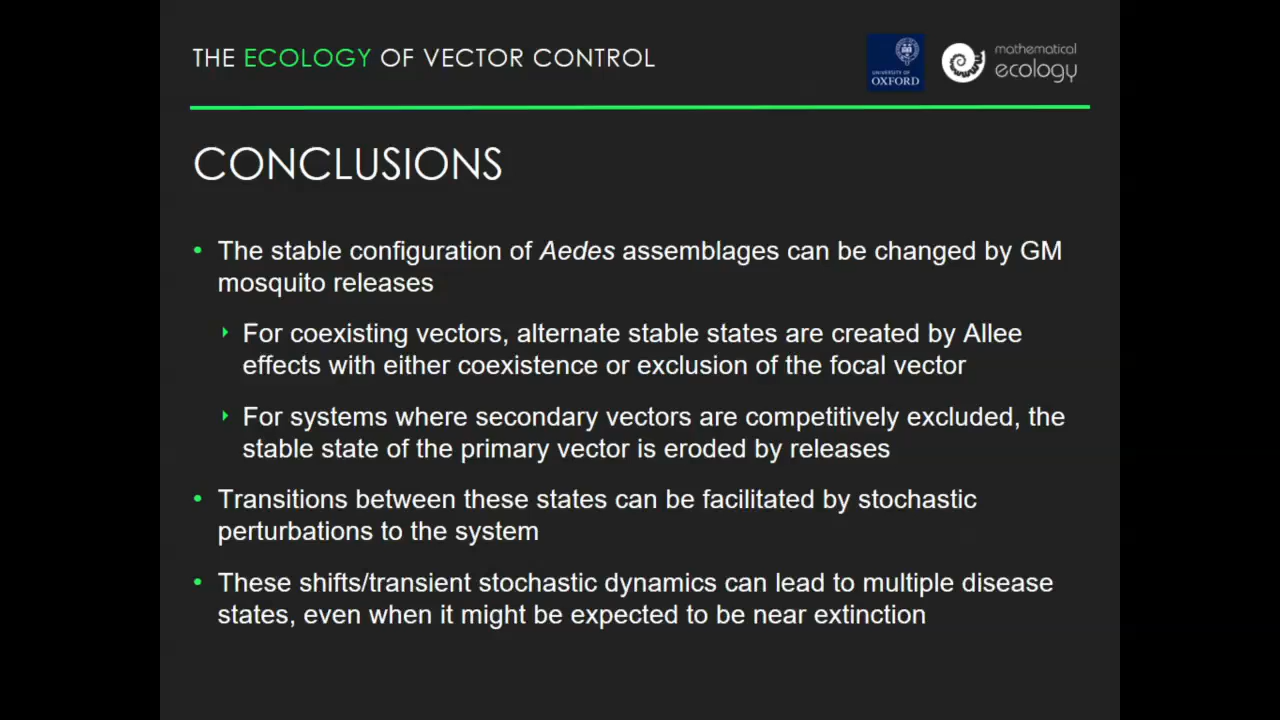 THE ECOLOGY OF VECTOR CONTROL
UNIVERSITY OF
OXFORD
mathematical
ecology
CONCLUSIONS
• The stable configuration of Aedes assemblages can be changed by GM
mosquito releases
‣ For coexisting vectors, alternate stable states are created by Allee
effects with either coexistence or exclusion of the focal vector
‣ For systems where secondary vectors are competitively excluded, the
stable state of the primary vector is eroded by releases
• Transitions between these states can be facilitated by stochastic
perturbations to the system
• These shifts/transient stochastic dynamics can lead to multiple disease
states, even when it might be expected to be near extinction